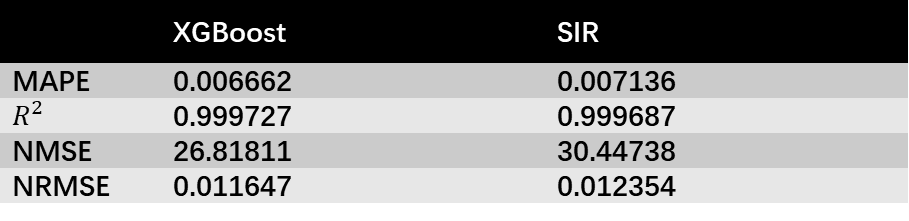 XGBoost SIR
MAPE 0.006662 0.007136
R² 0.999727 0.999687
NMSE 26.81811 30.44738
NRMSE 0.011647 0.012354